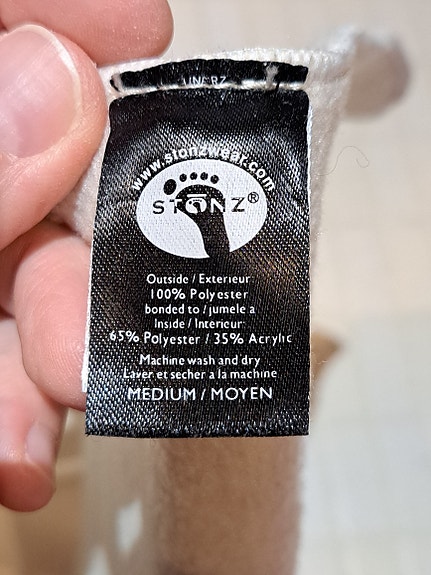 LINERZ
www.stonzwear.com
STONZ®
Outside / Exterieur
100% Polyester
bonded to / jumele a
Inside / Interieur:
65% Polyester / 35% Acrylic
Machine wash and dry
Laver et secher a la machine
MEDIUM / MOYEN